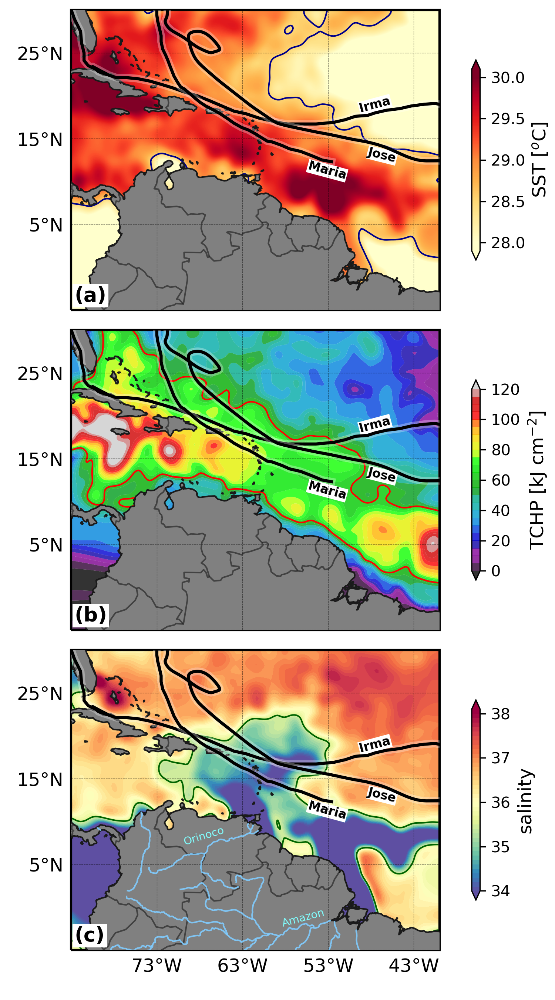 25°N
15°N
5°N
Irma
Jose
Maria
(a)
30.0
29.5
29.0
28.5
28.0
SST [°C]
25°N
15°N
5°N
Irma
Jose
Maria
(b)
120
100
80
60
40
20
0
TCHP [kJ cm⁻²]
25°N
15°N
5°N
Irma
Jose
Maria
Orinoco
Amazon
(c)
38
37
36
35
34
salinity
73°W 63°W 53°W 43°W